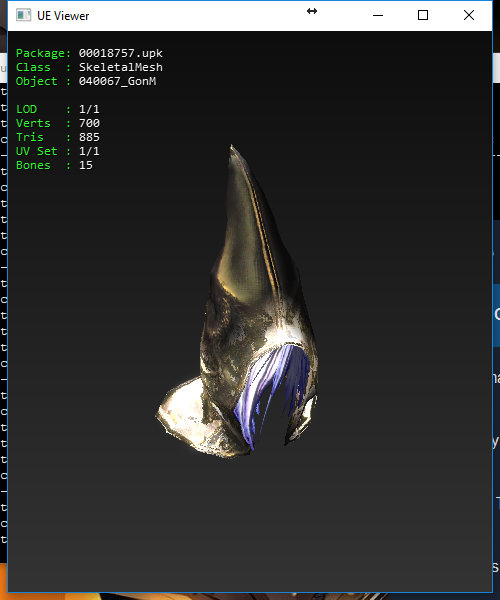 UE Viewer
Package: 00018757.upk
Class  : SkeletalMesh
Object : 040067_GonM
LOD    : 1/1
Verts  : 700
Tris   : 885
UV Set : 1/1
Bones  : 15